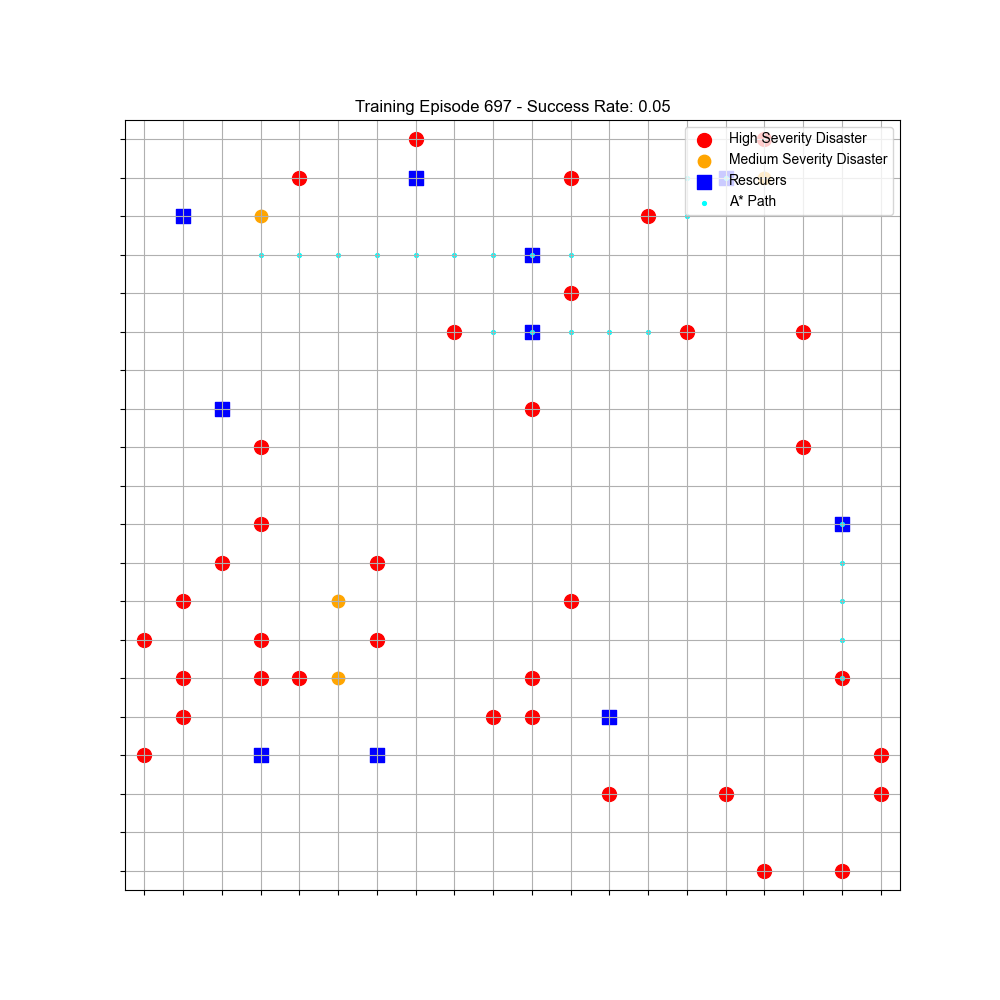 Training Episode 697 - Success Rate: 0.05
High Severity Disaster
Medium Severity Disaster
Rescuers
A* Path